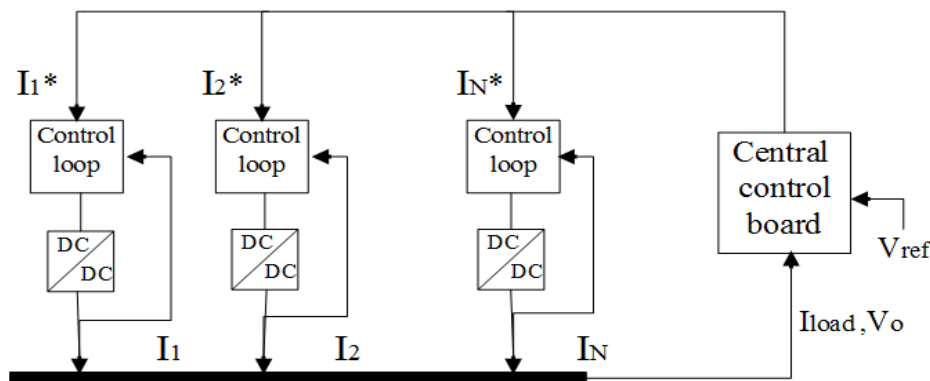 I1*
I2*
IN*
Control
loop
Control
loop
Control
loop
Central
control
board
DC
DC
DC
DC
DC
DC
Vref
Iload,Vo
I1
I2
IN